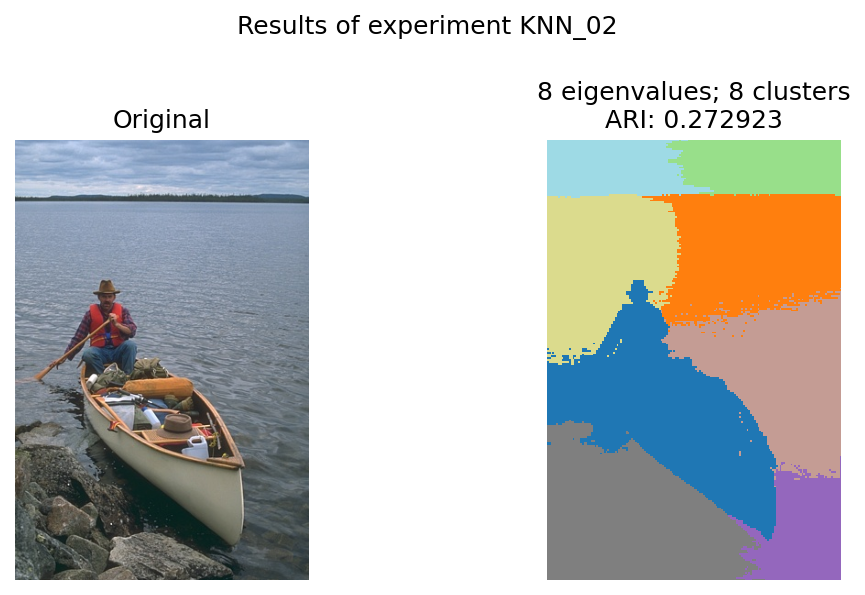 Results of experiment KNN_02
Original
8 eigenvalues; 8 clusters
ARI: 0.272923